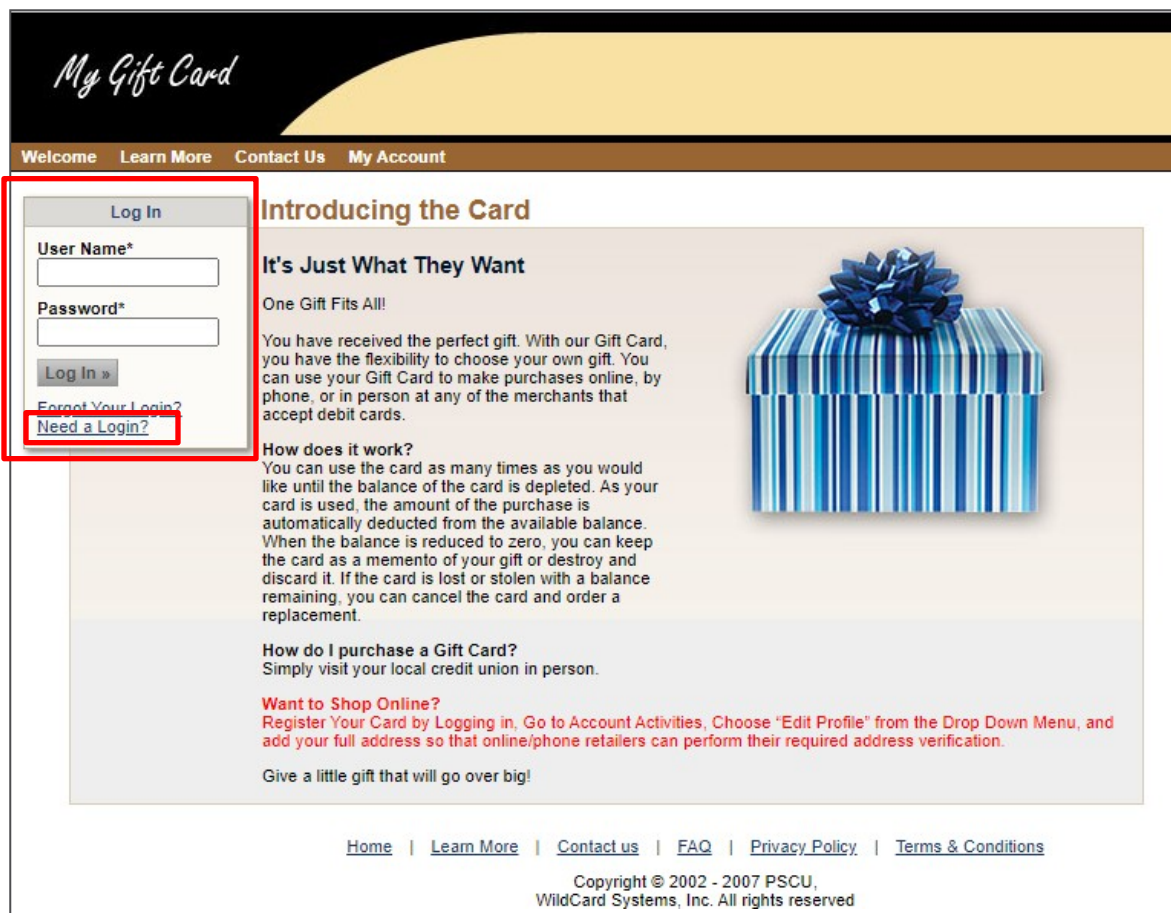 My Gift Card
Welcome Learn More Contact Us My Account
Log In
User Name*
Password*
Log In »
Forgot Your Login?
Need a Login?
Introducing the Card
It's Just What They Want
One Gift Fits All!
You have received the perfect gift. With our Gift Card,
you have the flexibility to choose your own gift. You
can use your Gift Card to make purchases online, by
phone, or in person at any of the merchants that
accept debit cards.
How does it work?
You can use the card as many times as you would
like until the balance of the card is depleted. As your
card is used, the amount of the purchase is
automatically deducted from the available balance.
When the balance is reduced to zero, you can keep
the card as a memento of your gift or destroy and
discard it. If the card is lost or stolen with a balance
remaining, you can cancel the card and order a
replacement.
How do I purchase a Gift Card?
Simply visit your local credit union in person.
Want to Shop Online?
Register Your Card by Logging in, Go to Account Activities, Choose “Edit Profile” from the Drop Down Menu, and
add your full address so that online/phone retailers can perform their required address verification.
Give a little gift that will go over big!
Home | Learn More | Contact us | FAQ | Privacy Policy | Terms & Conditions
Copyright © 2002 - 2007 PSCU,
WildCard Systems, Inc. All rights reserved